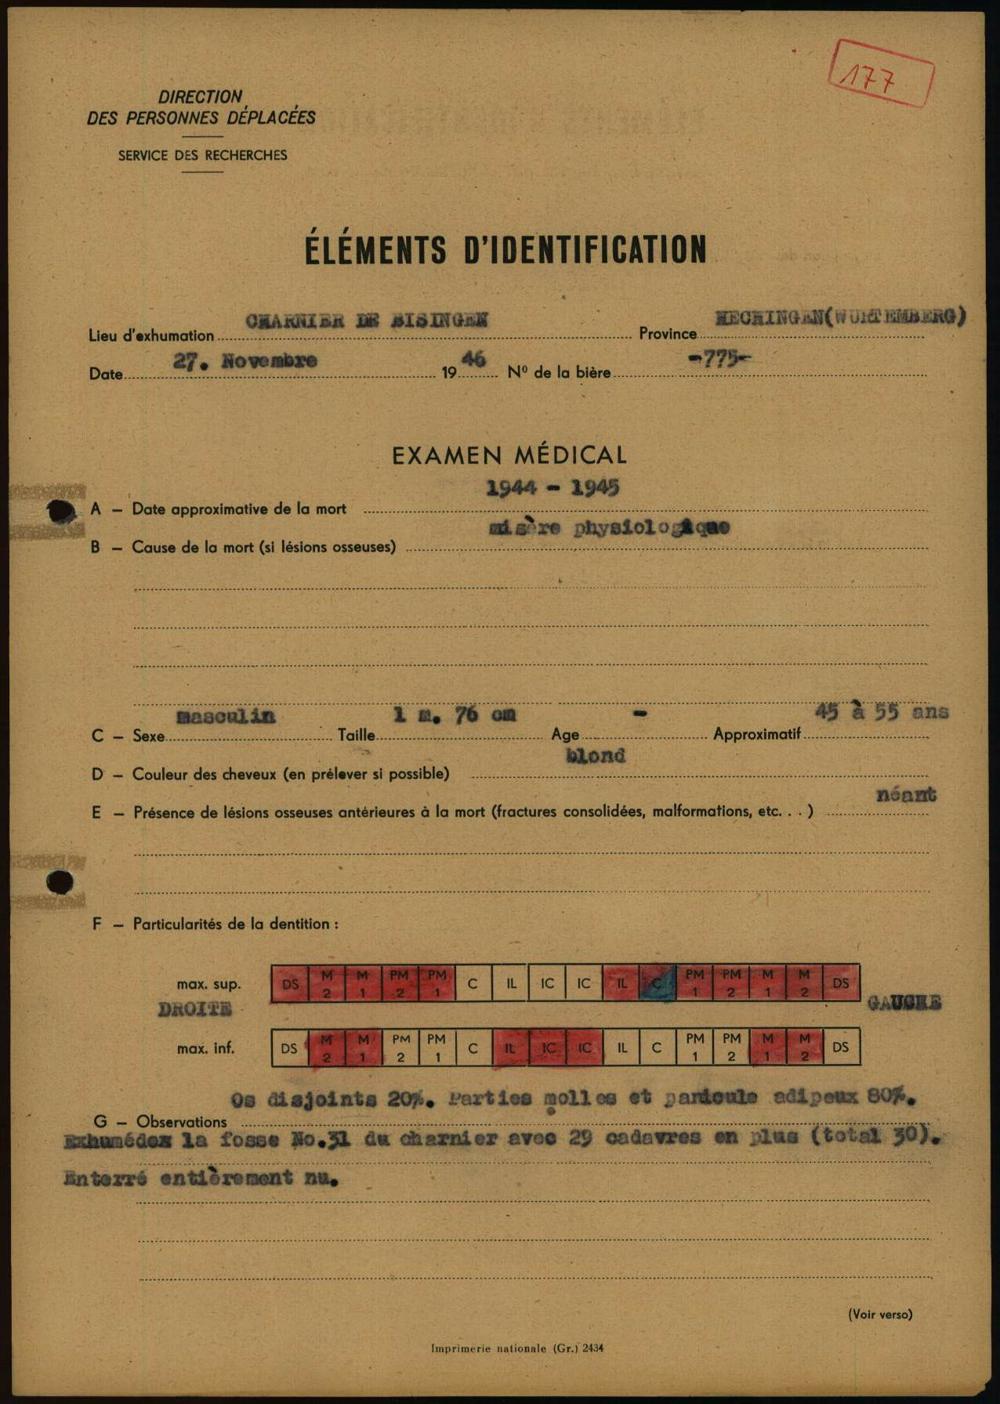 177
DIRECTION
DES PERSONNES DÉPLACÉES
SERVICE DES RECHERCHES
ÉLÉMENTS D'IDENTIFICATION
Lieu d'exhumation CHARNIER DE BISINGEN Province HECHINGEN(WURTEMBERG)
Date 27. Novembre 1946 Nº de la bière -775-
EXAMEN MÉDICAL
A – Date approximative de la mort 1944 - 1945
B – Cause de la mort (si lésions osseuses) misère physiologique
C – Sexe masculin Taille 1 m. 76 cm Age - Approximatif 45 à 55 ans
D – Couleur des cheveux (en prélever si possible) blond
E – Présence de lésions osseuses antérieures à la mort (fractures consolidées, malformations, etc. . . ) néant
F – Particularités de la dentition :
max. sup. DS M 2 M 1 PM 2 PM 1 C IL IC IC IL C PM 1 PM 2 M 1 M 2 DS
DROITE GAUCHE
max. inf. DS M 2 M 1 PM 2 PM 1 C IL IC IC IL C PM 1 PM 2 M 1 M 2 DS
Os disjoints 20%. Parties molles et panicule adipeux 80%.
G – Observations
Exhumédex la fosse No.31 du charnier avec 29 cadavres en plus (total 30).
Enterré entièrement nu.
(Voir verso)
Imprimerie nationale (Gr.) 2434